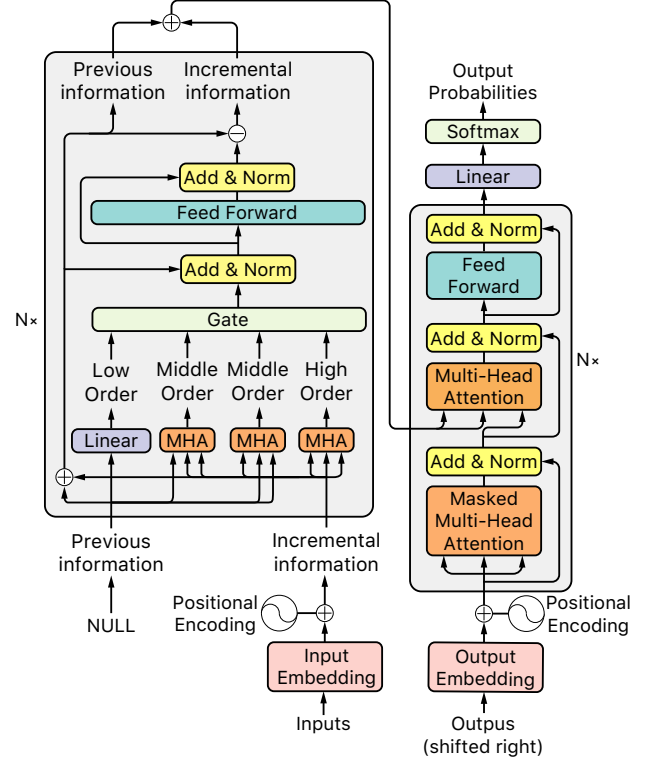 Previous
information
Incremental
information
Add & Norm
Feed Forward
Add & Norm
Gate
N×
Low
Order
Middle
Order
Middle
Order
High
Order
Linear
MHA
MHA
MHA
Previous
information
Incremental
information
NULL
Positional
Encoding
Input
Embedding
Inputs
Output
Probabilities
Softmax
Linear
Add & Norm
Feed
Forward
Add & Norm
Multi-Head
Attention
N×
Add & Norm
Masked
Multi-Head
Attention
Positional
Encoding
Output
Embedding
Outpus
(shifted right)